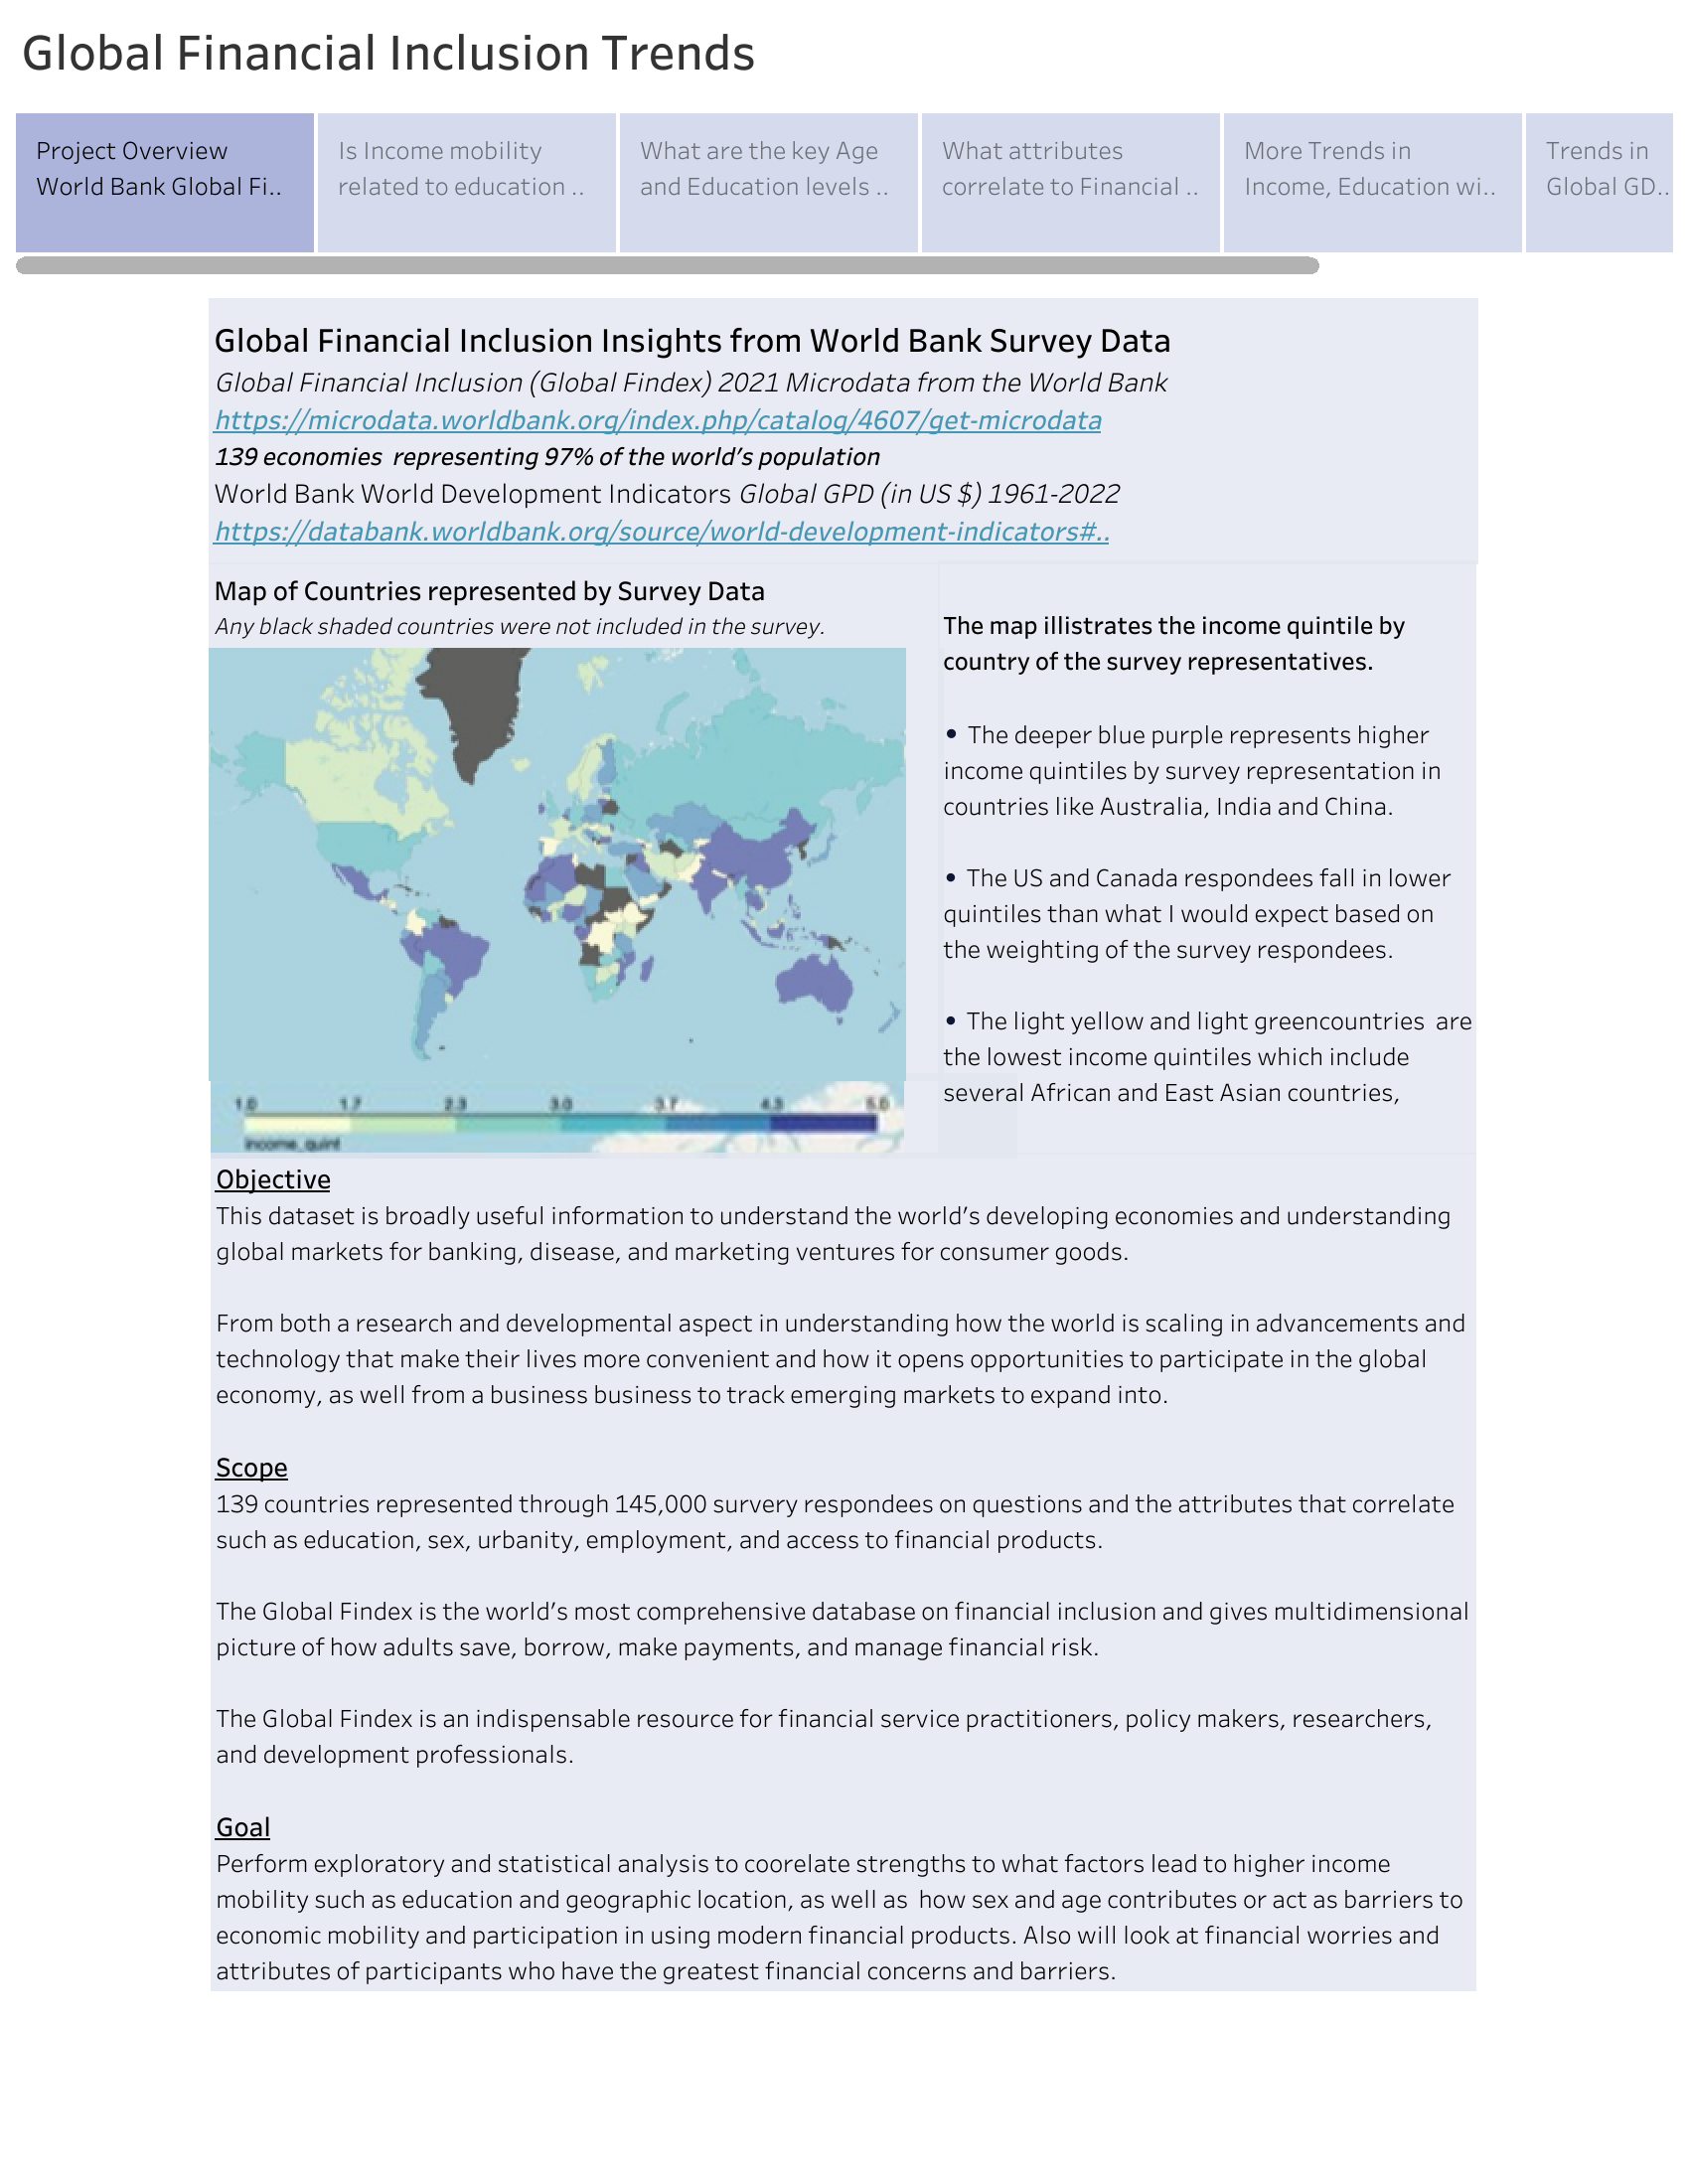 Global Financial Inclusion Trends
Project Overview
World Bank Global Fi..
Is Income mobility
related to education ..
What are the key Age
and Education levels ..
What attributes
correlate to Financial ..
More Trends in
Income, Education wi..
Trends in
Global GD..
Global Financial Inclusion Insights from World Bank Survey Data
Global Financial Inclusion (Global Findex) 2021 Microdata from the World Bank
https://microdata.worldbank.org/index.php/catalog/4607/get-microdata
139 economies  representing 97% of the world's population
World Bank World Development Indicators Global GPD (in US $) 1961-2022
https://databank.worldbank.org/source/world-development-indicators#..
Map of Countries represented by Survey Data
Any black shaded countries were not included in the survey.
1.0 1.7 2.3 3.0 3.7 4.3 5.0
income_quint
The map illistrates the income quintile by
country of the survey representatives.
• The deeper blue purple represents higher
income quintiles by survey representation in
countries like Australia, India and China.
• The US and Canada respondees fall in lower
quintiles than what I would expect based on
the weighting of the survey respondees.
• The light yellow and light greencountries  are
the lowest income quintiles which include
several African and East Asian countries,
Objective
This dataset is broadly useful information to understand the world's developing economies and understanding
global markets for banking, disease, and marketing ventures for consumer goods.
From both a research and developmental aspect in understanding how the world is scaling in advancements and
technology that make their lives more convenient and how it opens opportunities to participate in the global
economy, as well from a business business to track emerging markets to expand into.
Scope
139 countries represented through 145,000 survery respondees on questions and the attributes that correlate
such as education, sex, urbanity, employment, and access to financial products.
The Global Findex is the world's most comprehensive database on financial inclusion and gives multidimensional
picture of how adults save, borrow, make payments, and manage financial risk.
The Global Findex is an indispensable resource for financial service practitioners, policy makers, researchers,
and development professionals.
Goal
Perform exploratory and statistical analysis to coorelate strengths to what factors lead to higher income
mobility such as education and geographic location, as well as  how sex and age contributes or act as barriers to
economic mobility and participation in using modern financial products. Also will look at financial worries and
attributes of participants who have the greatest financial concerns and barriers.